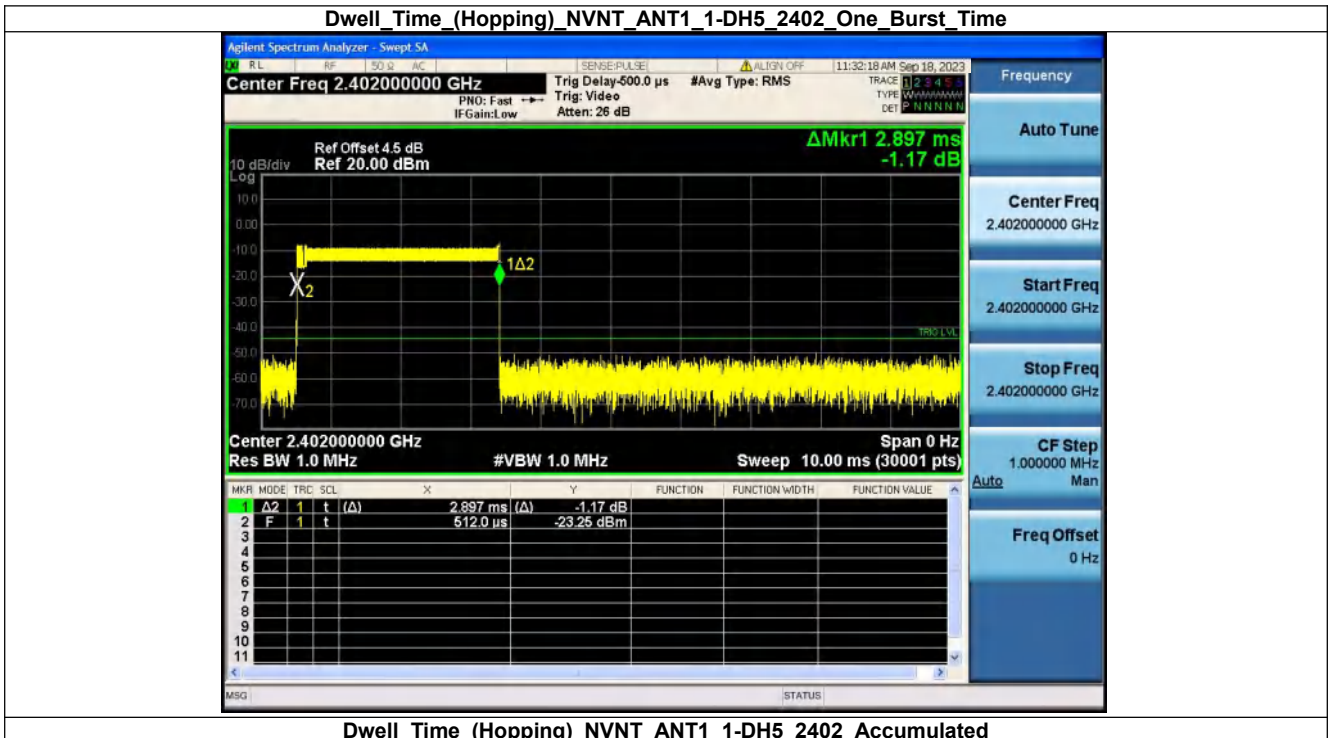 Dwell_Time_(Hopping)_NVNT_ANT1_1-DH5_2402_One_Burst_Time
Agilent Spectrum Analyzer - Swept SA
RL RF 50 Ω AC SENSE:PULSE ALIGN OFF 11:32:18 AM Sep 18, 2023
Center Freq 2.402000000 GHz
PNO: Fast
IFGain:Low
Trig Delay-500.0 µs
Trig: Video
Atten: 26 dB
#Avg Type: RMS
TRACE 1 2 3 4 5 6
TYPE
DET P N N N N N
ΔMkr1 2.897 ms
-1.17 dB
Ref Offset 4.5 dB
10 dB/div Ref 20.00 dBm
Log
10.0
0.00
-10.0
-20.0
-30.0
-40.0
-50.0
-60.0
-70.0
1Δ2
X2
TRIG LVL
Center 2.402000000 GHz Span 0 Hz
Res BW 1.0 MHz #VBW 1.0 MHz Sweep 10.00 ms (30001 pts)
MKR MODE TRC SCL X Y FUNCTION FUNCTION WIDTH FUNCTION VALUE
1 Δ2 1 t (Δ) 2.897 ms (Δ) -1.17 dB
2 F 1 t 512.0 µs -23.25 dBm
3
4
5
6
7
8
9
10
11
MSG STATUS
Frequency
Auto Tune
Center Freq
2.402000000 GHz
Start Freq
2.402000000 GHz
Stop Freq
2.402000000 GHz
CF Step
1.000000 MHz
Auto Man
Freq Offset
0 Hz
Dwell_Time_(Hopping)_NVNT_ANT1_1-DH5_2402_Accumulated